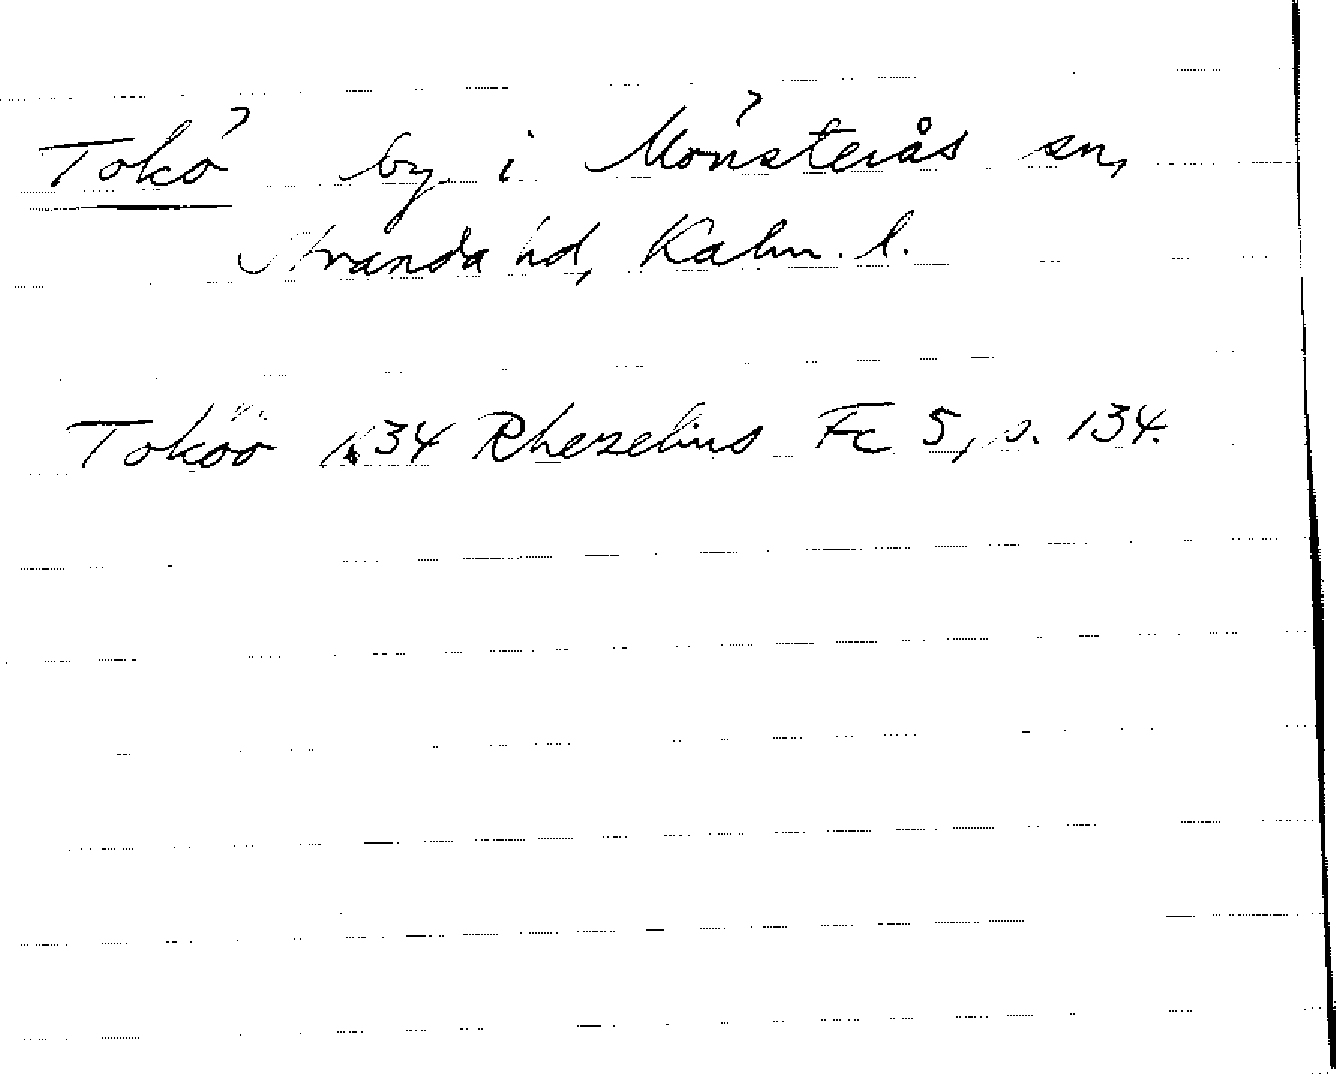 Tokö by i Mönsterås sn,
Stranda hd, Kalm. l.
Toköö 1634 Rhezelius Fc 5, s. 134.